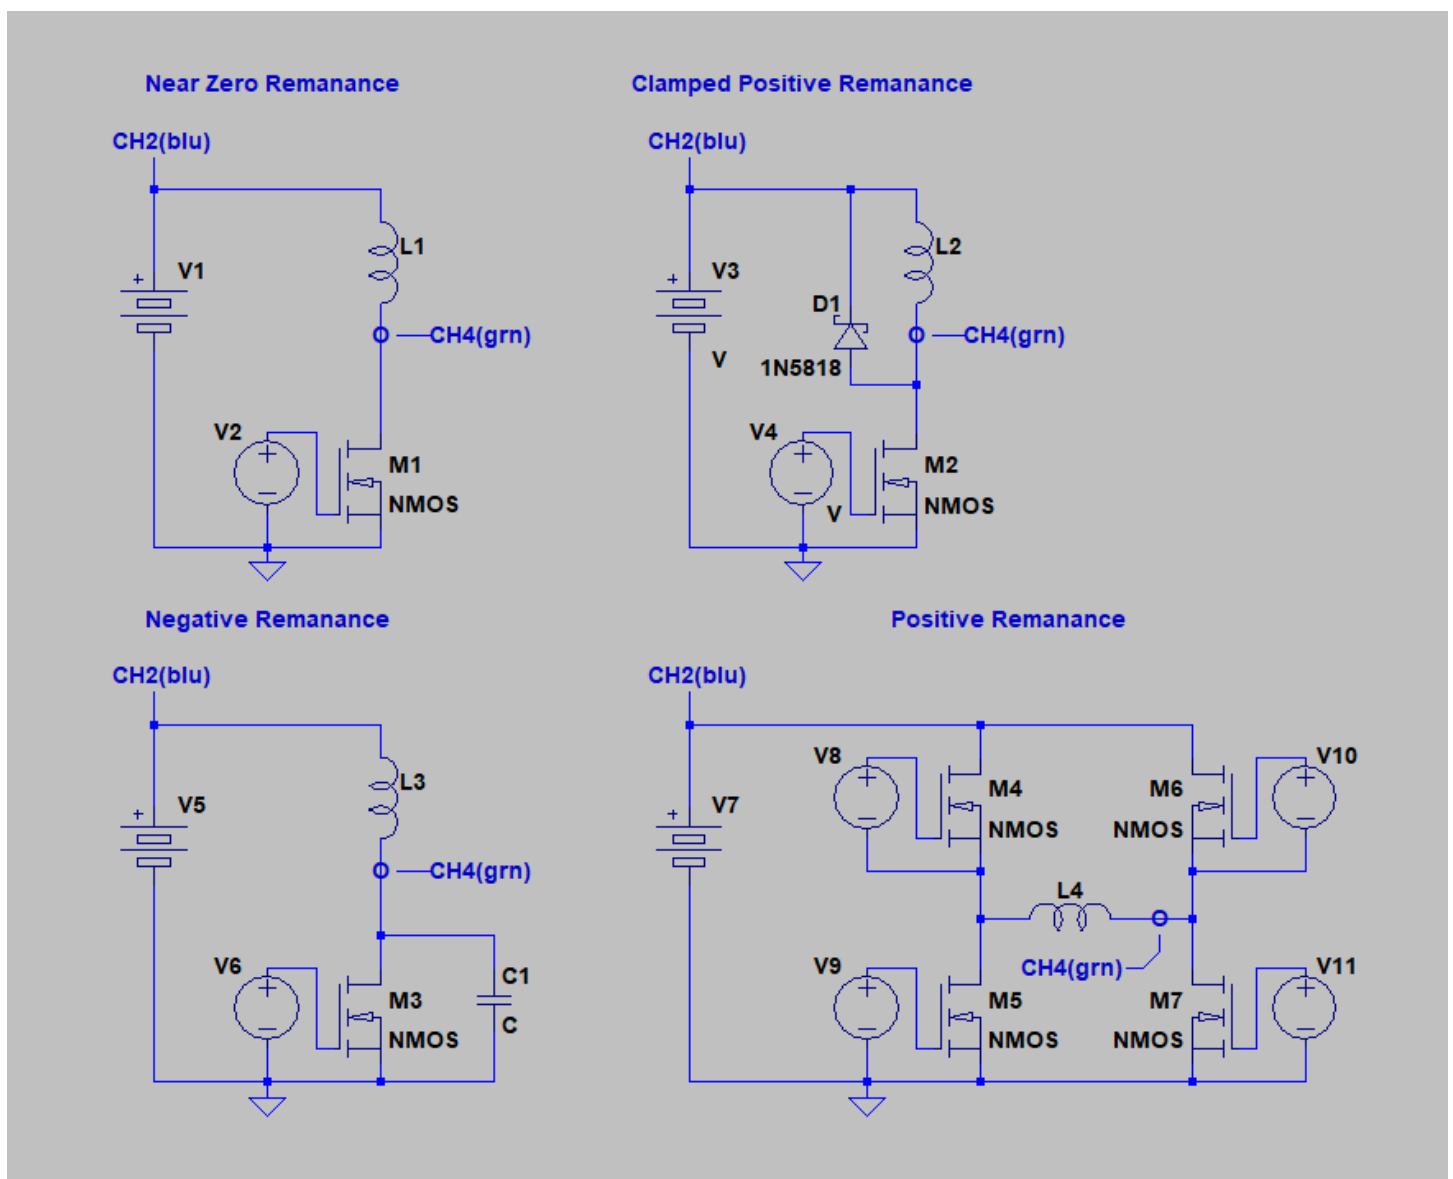 Near Zero Remanance
CH2(blu)
V1
+
L1
CH4(grn)
V2
M1
NMOS
Clamped Positive Remanance
CH2(blu)
V3
+
V
L2
D1
1N5818
CH4(grn)
V4
V
M2
NMOS
Negative Remanance
CH2(blu)
V5
+
L3
CH4(grn)
V6
M3
NMOS
C1
C
Positive Remanance
CH2(blu)
V7
+
V8
M4
NMOS
M6
NMOS
V10
L4
CH4(grn)
V9
M5
NMOS
M7
NMOS
V11